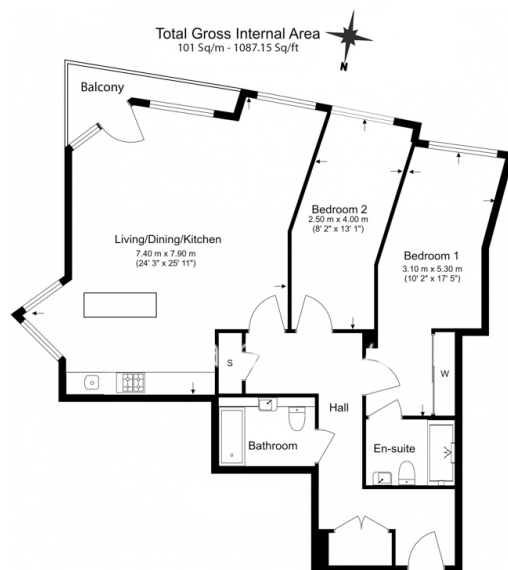 Total Gross Internal Area
101 Sq/m - 1087.15 Sq/ft
N
Balcony
Living/Dining/Kitchen
7.40 m x 7.90 m
(24' 3" x 25' 11")
Bedroom 2
2.50 m x 4.00 m
(8' 2" x 13' 1")
Bedroom 1
3.10 m x 5.30 m
(10' 2" x 17' 5")
S
W
Hall
Bathroom
En-suite